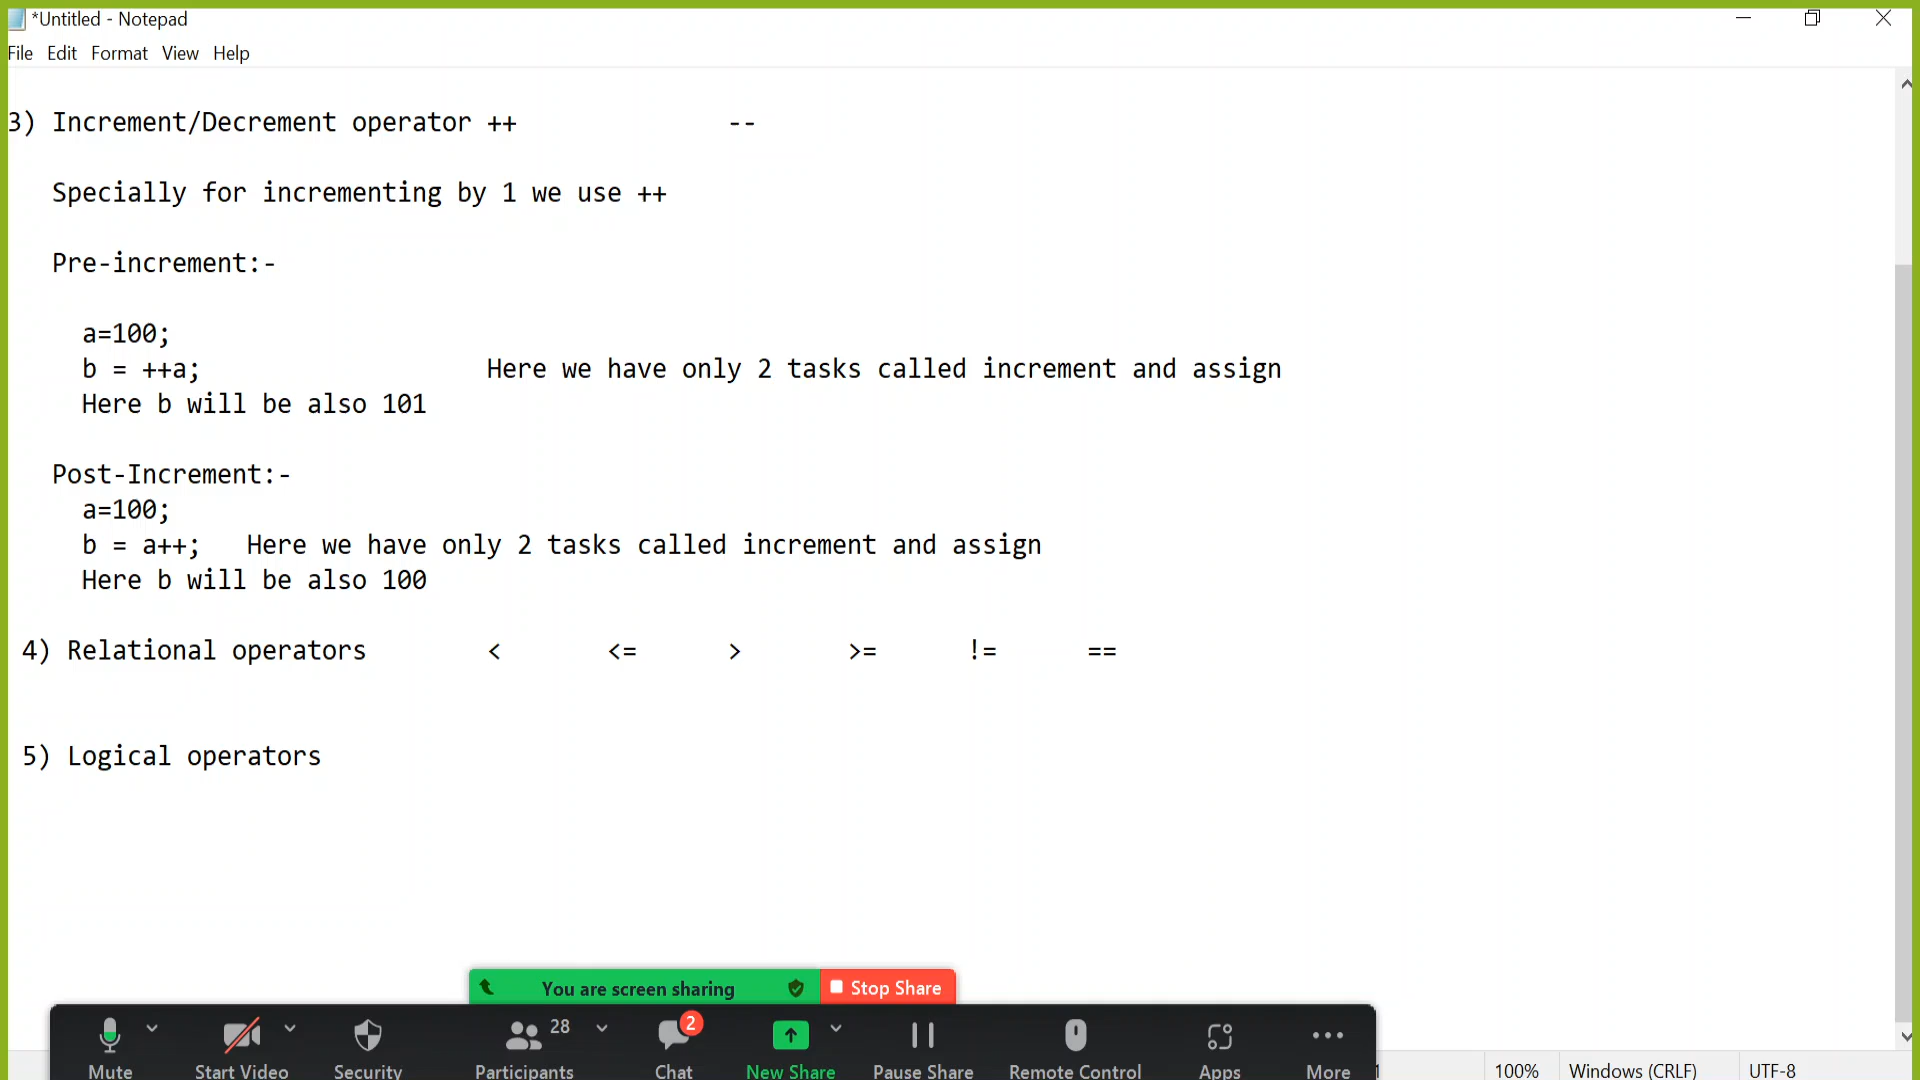 *Untitled - Notepad
File Edit Format View Help
3) Increment/Decrement operator ++ --
Specially for incrementing by 1 we use ++
Pre-increment:-
a=100;
b = ++a; Here we have only 2 tasks called increment and assign
Here b will be also 101
Post-Increment:-
a=100;
b = a++; Here we have only 2 tasks called increment and assign
Here b will be also 100
4) Relational operators < <= > >= != ==
5) Logical operators
You are screen sharing Stop Share
28 2
Mute Start Video Security Participants Chat New Share Pause Share Remote Control Apps More
100% Windows (CRLF) UTF-8